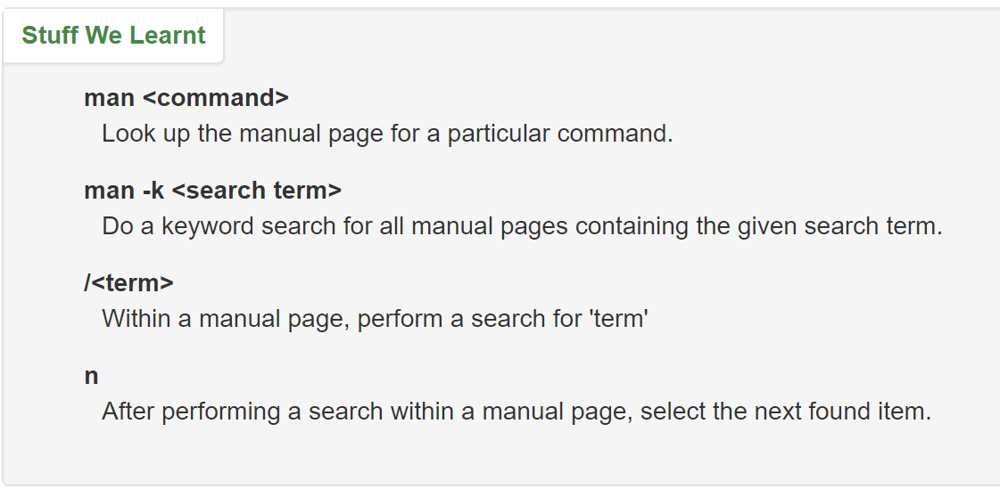 Stuff We Learnt
man <command>
Look up the manual page for a particular command.
man -k <search term>
Do a keyword search for all manual pages containing the given search term.
/<term>
Within a manual page, perform a search for 'term'
n
After performing a search within a manual page, select the next found item.